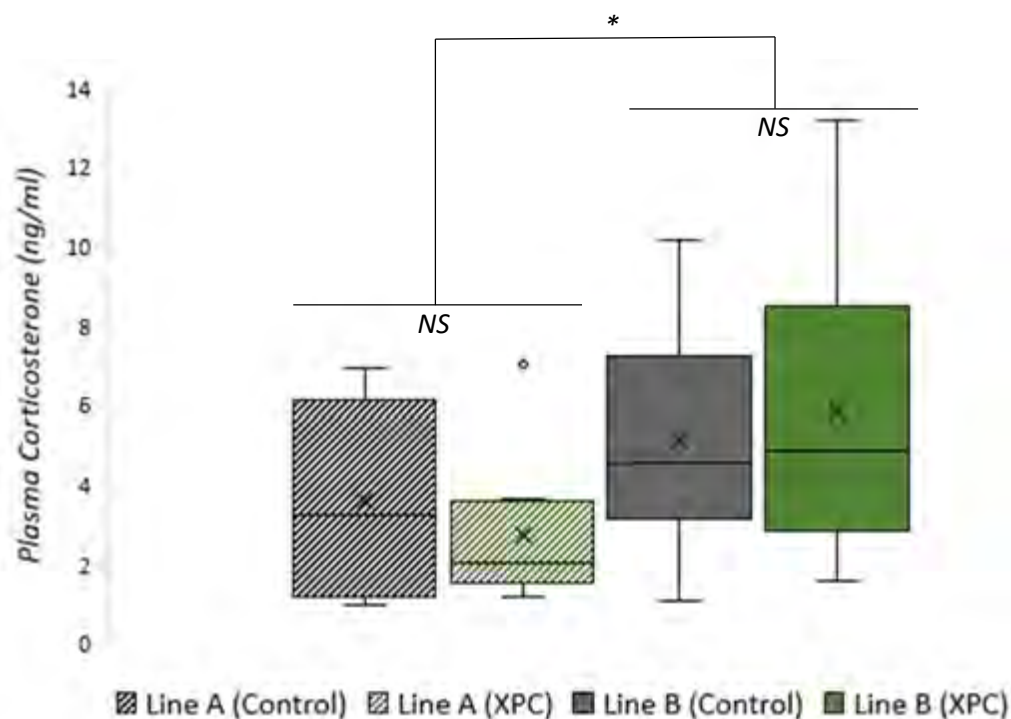 *
14
NS
12
Plasma Corticosterone (ng/ml)
10
8
NS
6
4
2
0
Line A (Control) Line A (XPC) Line B (Control) Line B (XPC)